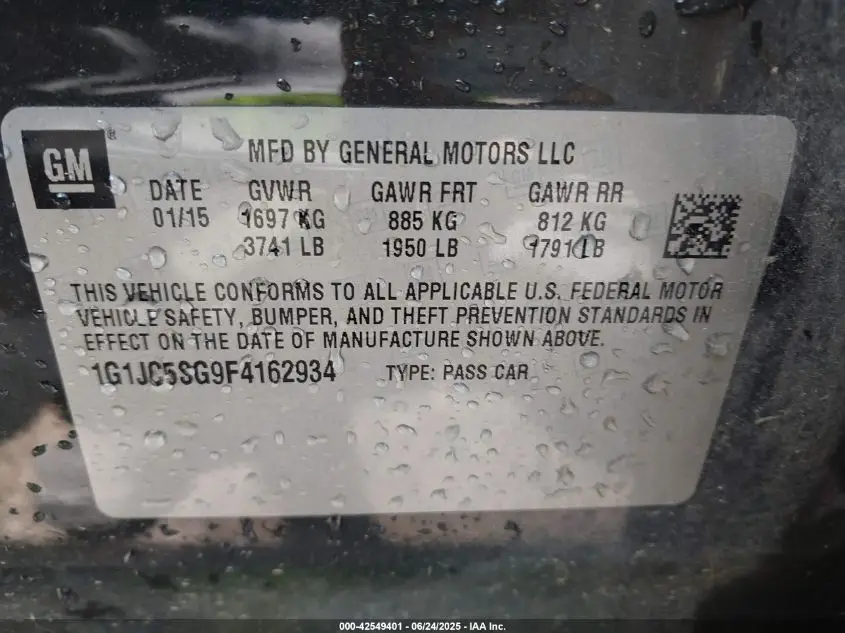 GM
®
MFD BY GENERAL MOTORS LLC
DATE GVWR GAWR FRT GAWR RR
01/15 1697 KG 885 KG 812 KG
3741 LB 1950 LB 1791 LB
THIS VEHICLE CONFORMS TO ALL APPLICABLE U.S. FEDERAL MOTOR
VEHICLE SAFETY, BUMPER, AND THEFT PREVENTION STANDARDS IN
EFFECT ON THE DATE OF MANUFACTURE SHOWN ABOVE.
1G1JC5SG9F4162934 TYPE: PASS CAR
000-42549401 - 06/24/2025 - IAA Inc.